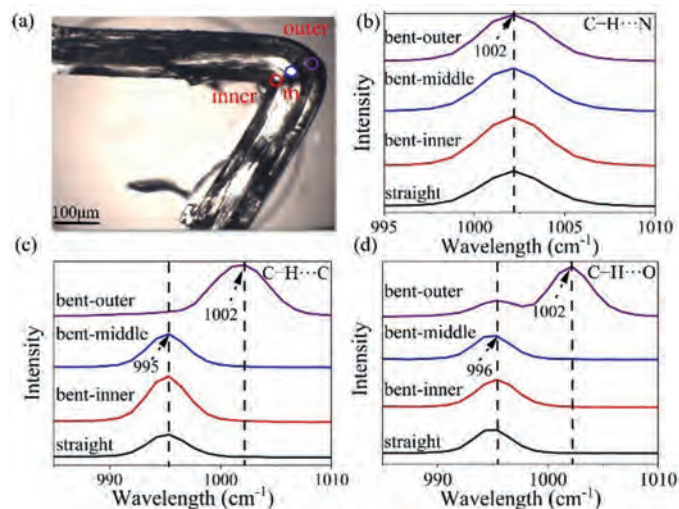 (a)
outer
inner
m
100μm
(b)
C−H···N
bent-outer
1002
bent-middle
bent-inner
straight
Intensity
995 1000 1005 1010
Wavelength (cm⁻¹)
(c)
C−H···C
bent-outer
1002
bent-middle
995
bent-inner
straight
Intensity
990 1000 1010
Wavelength (cm⁻¹)
(d)
C−H···O
bent-outer
1002
bent-middle
996
bent-inner
straight
Intensity
990 1000 1010
Wavelength (cm⁻¹)